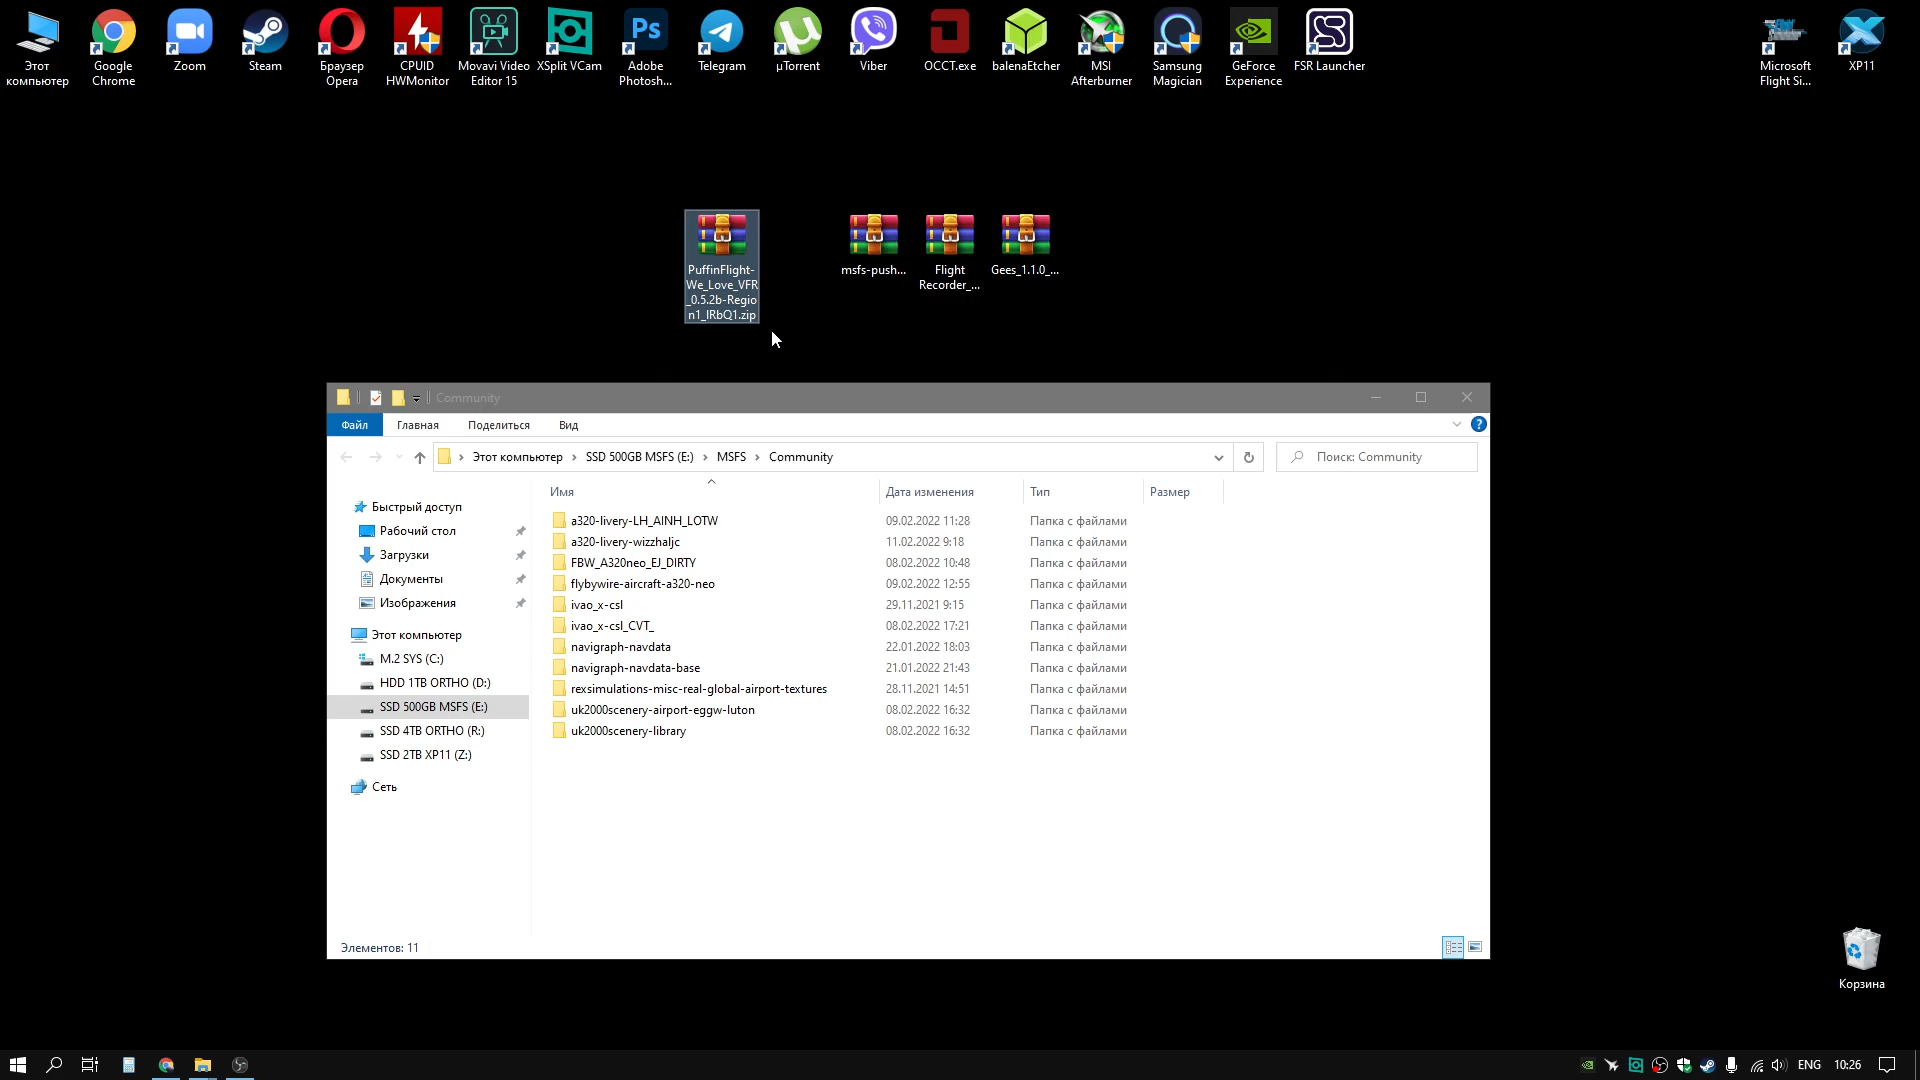 Этот компьютер
Google Chrome
Zoom
Steam
Браузер Opera
CPUID HWMonitor
Movavi Video Editor 15
XSplit VCam
Adobe Photosh...
Telegram
µTorrent
Viber
OCCT.exe
balenaEtcher
MSI Afterburner
Samsung Magician
GeForce Experience
FSR Launcher
Microsoft Flight Si...
XP11
PuffinFlight-
We_Love_VFR
_0.5.2b-Regio
n1_lRbQ1.zip
msfs-push...
Flight Recorder_...
Gees_1.1.0_...
Community
Файл Главная Поделиться Вид
Этот компьютер › SSD 500GB MSFS (E:) › MSFS › Community
Поиск: Community
Имя Дата изменения Тип Размер
Быстрый доступ
Рабочий стол
Загрузки
Документы
Изображения
Этот компьютер
M.2 SYS (C:)
HDD 1TB ORTHO (D:)
SSD 500GB MSFS (E:)
SSD 4TB ORTHO (R:)
SSD 2TB XP11 (Z:)
Сеть
a320-livery-LH_AINH_LOTW 09.02.2022 11:28 Папка с файлами
a320-livery-wizzhaljc 11.02.2022 9:18 Папка с файлами
FBW_A320neo_EJ_DIRTY 08.02.2022 10:48 Папка с файлами
flybywire-aircraft-a320-neo 09.02.2022 12:55 Папка с файлами
ivao_x-csl 29.11.2021 9:15 Папка с файлами
ivao_x-csl_CVT_ 08.02.2022 17:21 Папка с файлами
navigraph-navdata 22.01.2022 18:03 Папка с файлами
navigraph-navdata-base 21.01.2022 21:43 Папка с файлами
rexsimulations-misc-real-global-airport-textures 28.11.2021 14:51 Папка с файлами
uk2000scenery-airport-eggw-luton 08.02.2022 16:32 Папка с файлами
uk2000scenery-library 08.02.2022 16:32 Папка с файлами
Элементов: 11
Корзина
ENG 10:26